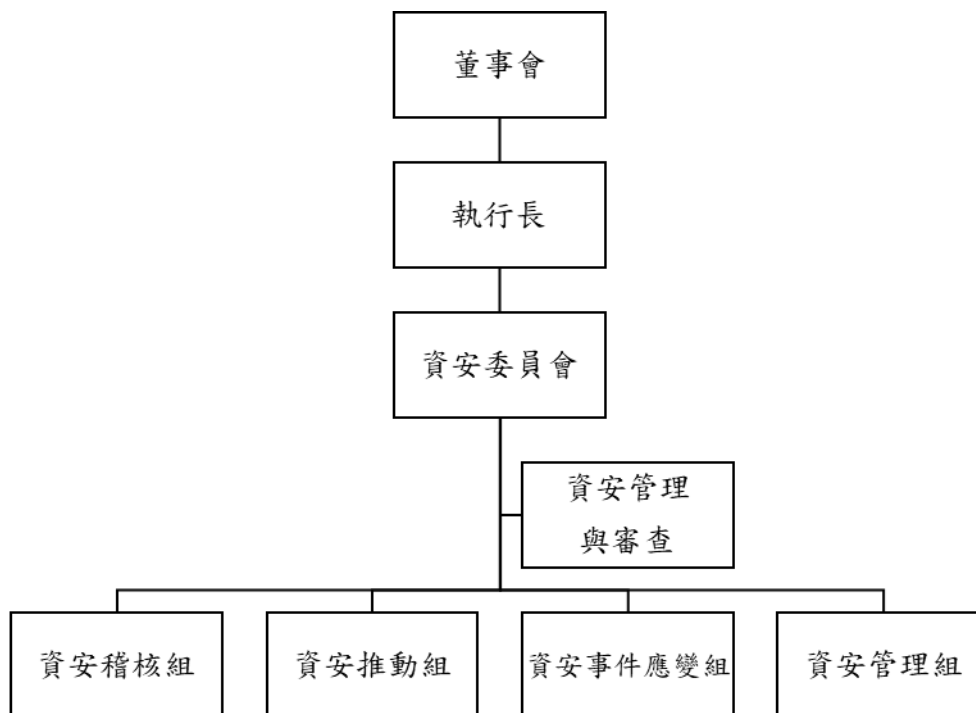 董事會
執行長
資安委員會
資安管理
與審查
資安稽核組
資安推動組
資安事件應變組
資安管理組